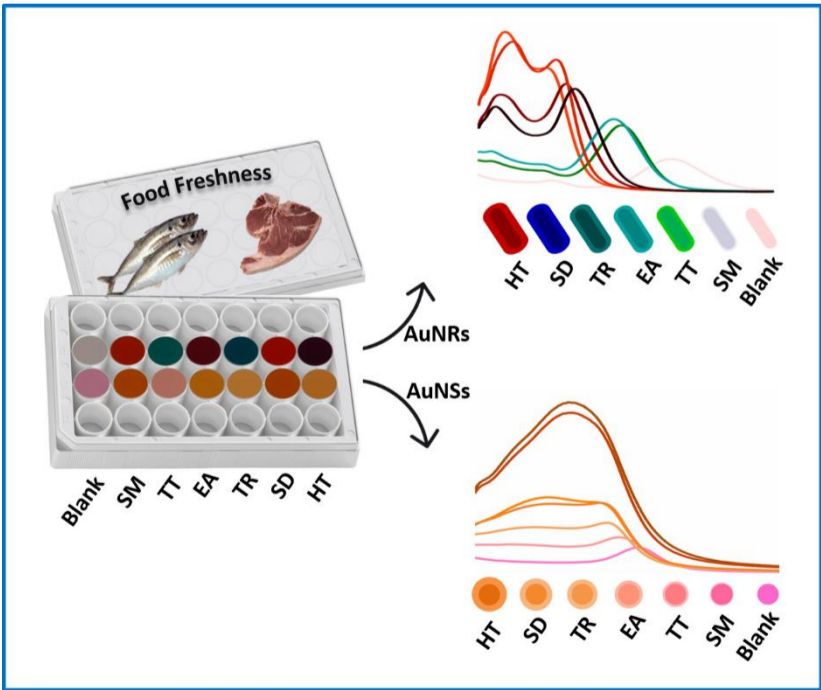 Food Freshness
AuNRs
AuNSs
Blank SM TT EA TR SD HT
HT SD TR EA TT SM Blank
HT SD TR EA TT SM Blank